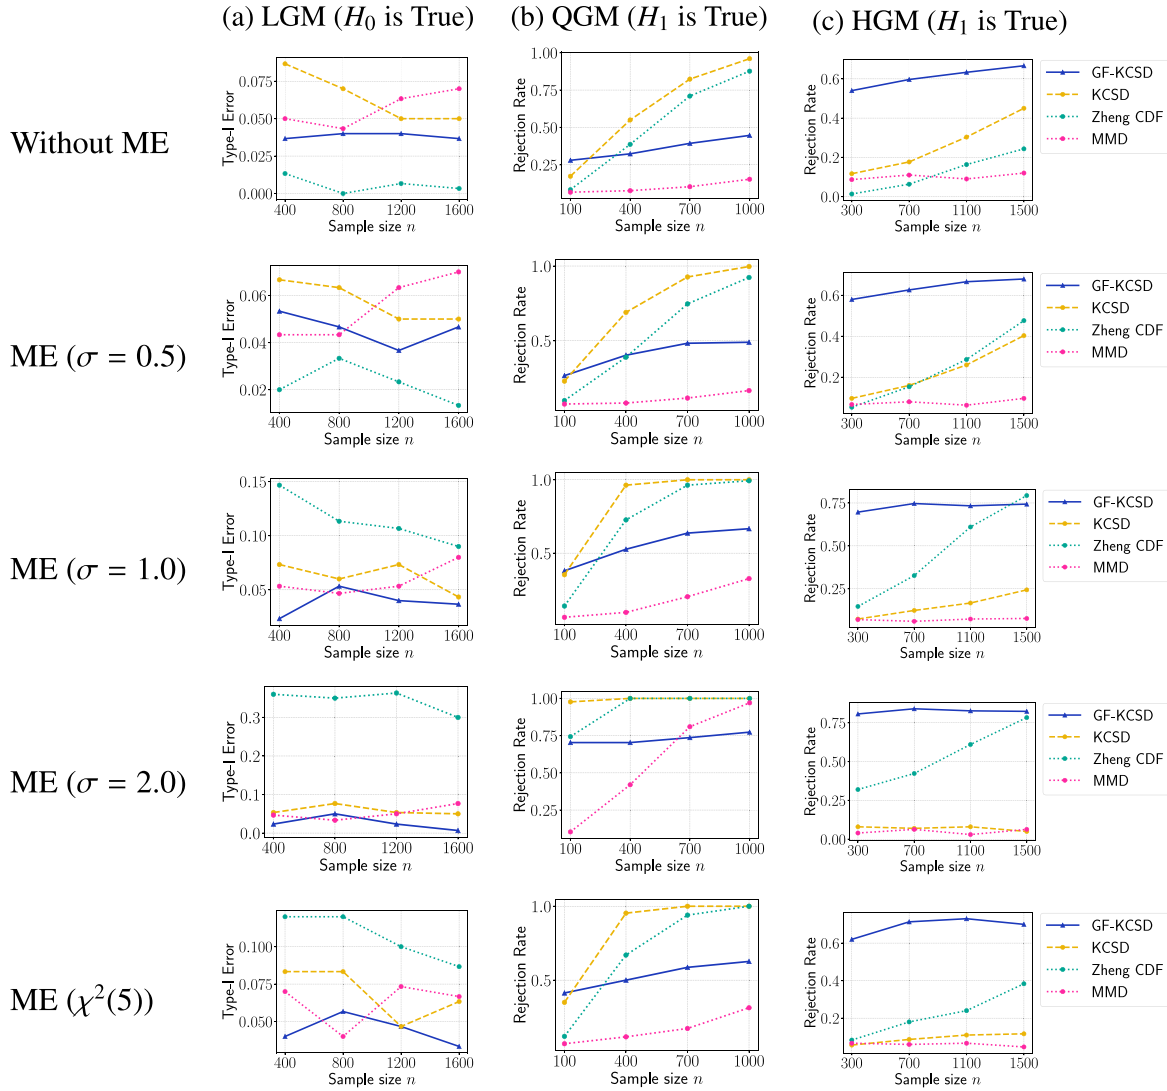 (a) LGM (H₀ is True) (b) QGM (H₁ is True) (c) HGM (H₁ is True)
Without ME
Type-I Error
0.075
0.050
0.025
0.000
400 800 1200 1600
Sample size n
Rejection Rate
1.00
0.75
0.50
0.25
100 400 700 1000
Sample size n
Rejection Rate
0.6
0.4
0.2
0.0
300 700 1100 1500
Sample size n
GF-KCSD
KCSD
Zheng CDF
MMD
ME (σ = 0.5)
Type-I Error
0.06
0.04
0.02
400 800 1200 1600
Sample size n
Rejection Rate
1.0
0.5
100 400 700 1000
Sample size n
Rejection Rate
0.6
0.4
0.2
300 700 1100 1500
Sample size n
GF-KCSD
KCSD
Zheng CDF
MMD
ME (σ = 1.0)
Type-I Error
0.15
0.10
0.05
400 800 1200 1600
Sample size n
Rejection Rate
1.0
0.5
100 400 700 1000
Sample size n
Rejection Rate
0.75
0.50
0.25
300 700 1100 1500
Sample size n
GF-KCSD
KCSD
Zheng CDF
MMD
ME (σ = 2.0)
Type-I Error
0.3
0.2
0.1
0.0
400 800 1200 1600
Sample size n
Rejection Rate
1.00
0.75
0.50
0.25
100 400 700 1000
Sample size n
Rejection Rate
0.75
0.50
0.25
0.00
300 700 1100 1500
Sample size n
GF-KCSD
KCSD
Zheng CDF
MMD
ME (χ²(5))
Type-I Error
0.100
0.075
0.050
400 800 1200 1600
Sample size n
Rejection Rate
1.0
0.5
100 400 700 1000
Sample size n
Rejection Rate
0.6
0.4
0.2
300 700 1100 1500
Sample size n
GF-KCSD
KCSD
Zheng CDF
MMD